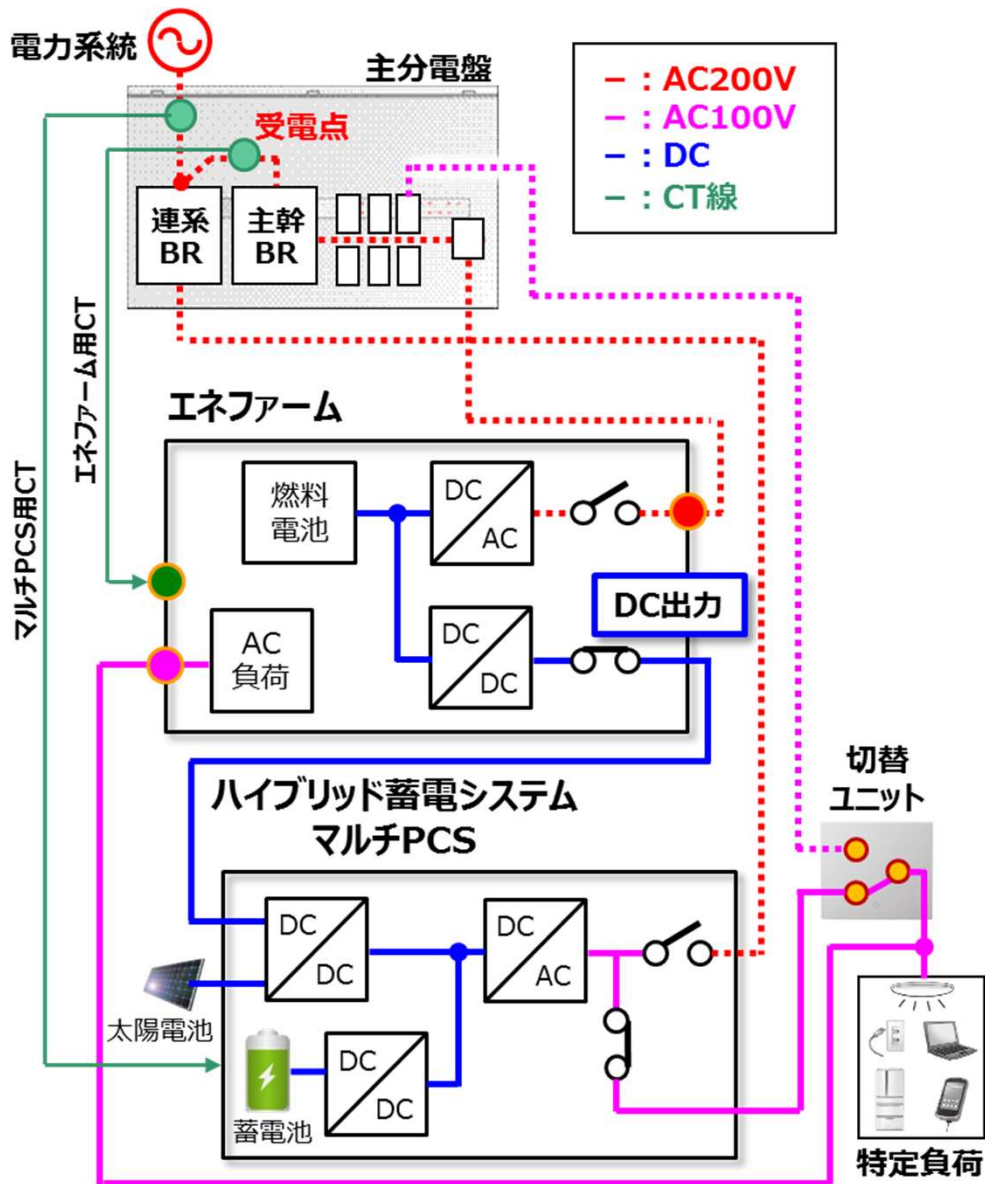 電力系統
主分電盤
受電点
連系
BR
主幹
BR
－：AC200V
－：AC100V
－：DC
－：CT線
エネファーム用CT
マルチPCS用CT
エネファーム
燃料
電池
DC
AC
DC出力
AC
負荷
DC
DC
ハイブリッド蓄電システム
マルチPCS
切替
ユニット
DC
DC
DC
AC
太陽電池
DC
DC
蓄電池
特定負荷